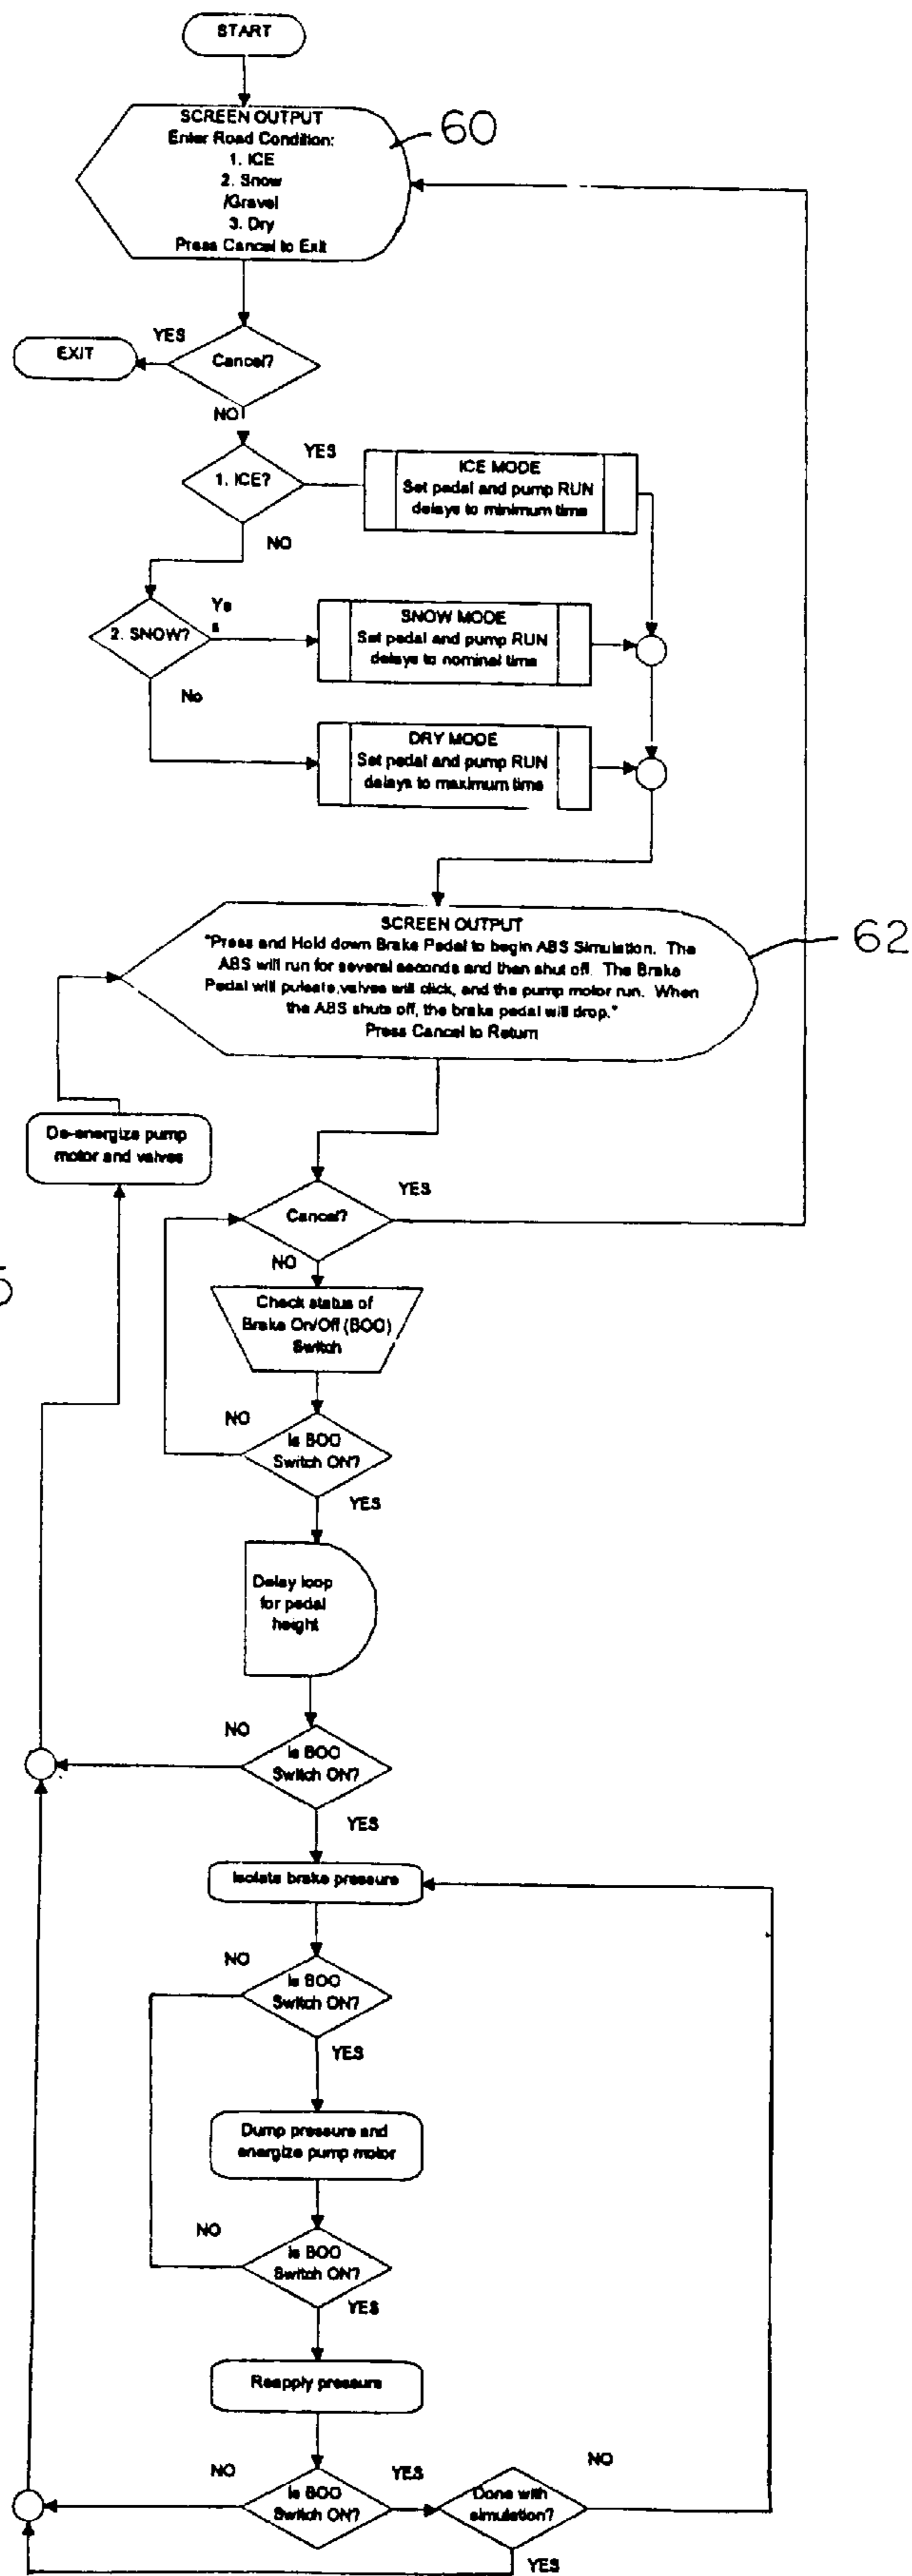 START
SCREEN OUTPUT
Enter Road Condition:
1. ICE
2. Snow
/Gravel
3. Dry
Press Cancel to Exit
60
EXIT
YES
Cancel?
NO
1. ICE?
YES
ICE MODE
Set pedal and pump RUN
delays to minimum time
NO
2. SNOW?
Ye
s
SNOW MODE
Set pedal and pump RUN
delays to nominal time
No
DRY MODE
Set pedal and pump RUN
delays to maximum time
SCREEN OUTPUT
"Press and Hold down Brake Pedal to begin ABS Simulation. The
ABS will run for several seconds and then shut off. The Brake
Pedal will pulsate,valves will click, and the pump motor run. When
the ABS shuts off, the brake pedal will drop."
Press Cancel to Return
62
De-energize pump
motor and valves
Cancel?
YES
NO
5
Check status of
Brake On/Off (BOO)
Switch
NO
Is BOO
Switch ON?
YES
Delay loop
for pedal
height
NO
Is BOO
Switch ON?
YES
Isolate brake pressure
NO
Is BOO
Switch ON?
YES
Dump pressure and
energize pump motor
NO
Is BOO
Switch ON?
YES
Reapply pressure
NO
Is BOO
Switch ON?
YES
Done with
simulation?
NO
YES